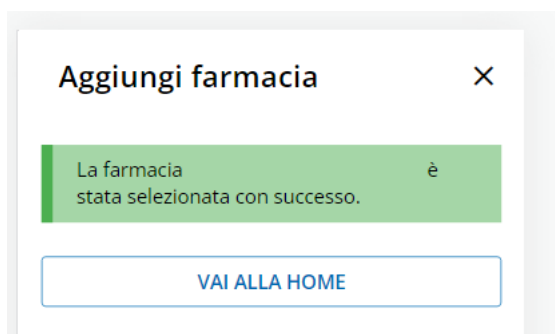 Aggiungi farmacia
La farmacia è
stata selezionata con successo.
VAI ALLA HOME